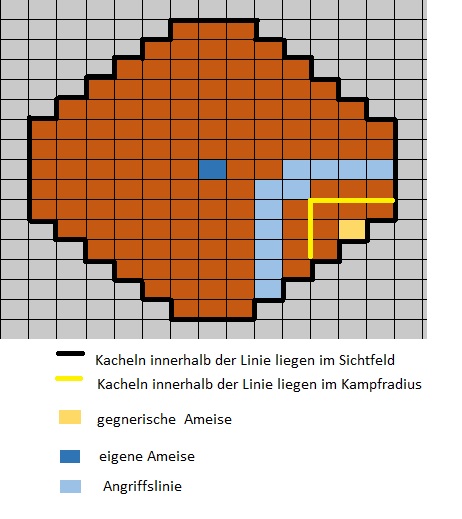 Kacheln innerhalb der Linie liegen im Sichtfeld
Kacheln innerhalb der Linie liegen im Kampfradius
gegnerische Ameise
eigene Ameise
Angriffslinie